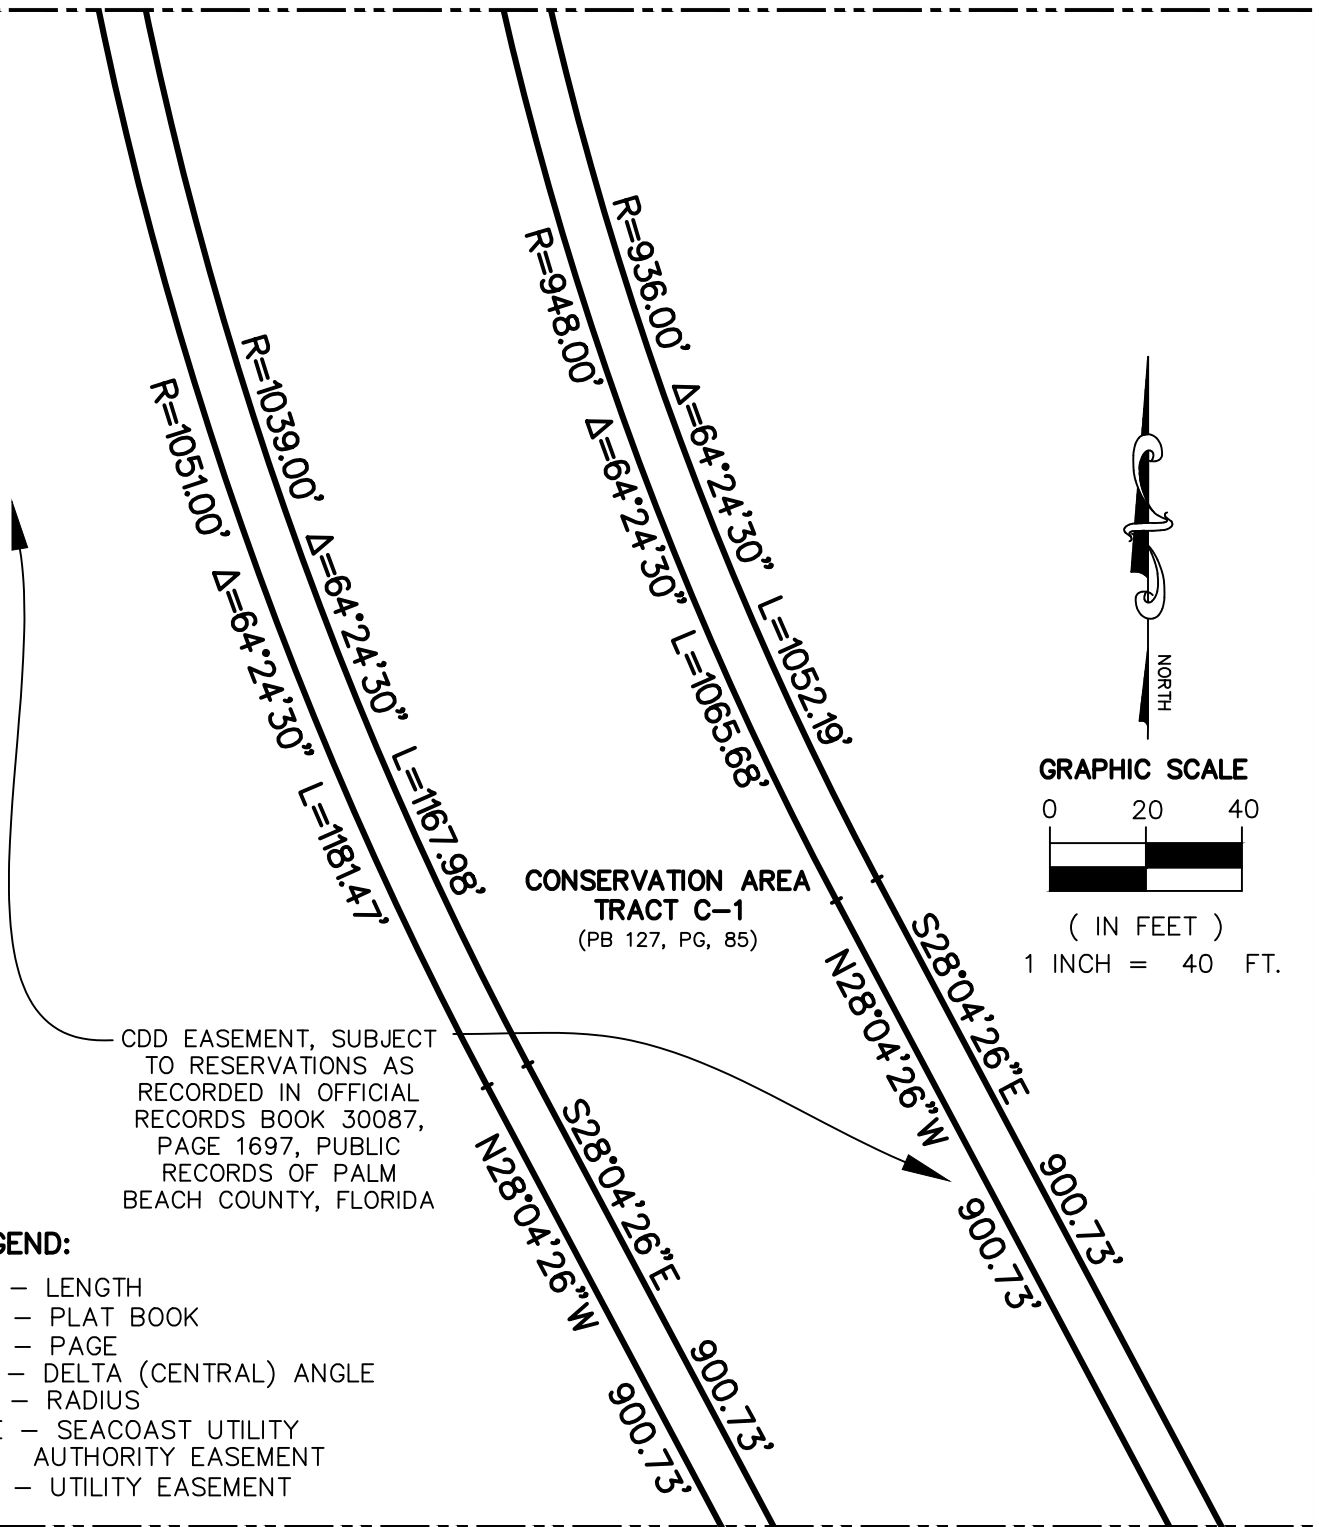 R=936.00' Δ=64°24'30" L=1052.19'
R=948.00' Δ=64°24'30" L=1065.68'
R=1039.00' Δ=64°24'30" L=1167.98'
R=1051.00' Δ=64°24'30" L=1181.47'
NORTH
GRAPHIC SCALE
0 20 40
( IN FEET )
1 INCH = 40 FT.
CONSERVATION AREA
TRACT C-1
(PB 127, PG, 85)
S28°04'26"E 900.73'
N28°04'26"W 900.73'
CDD EASEMENT, SUBJECT
TO RESERVATIONS AS
RECORDED IN OFFICIAL
RECORDS BOOK 30087,
PAGE 1697, PUBLIC
RECORDS OF PALM
BEACH COUNTY, FLORIDA
S28°04'26"E 900.73'
N28°04'26"W 900.73'
GEND:
– LENGTH
– PLAT BOOK
– PAGE
– DELTA (CENTRAL) ANGLE
– RADIUS
E – SEACOAST UTILITY
AUTHORITY EASEMENT
– UTILITY EASEMENT